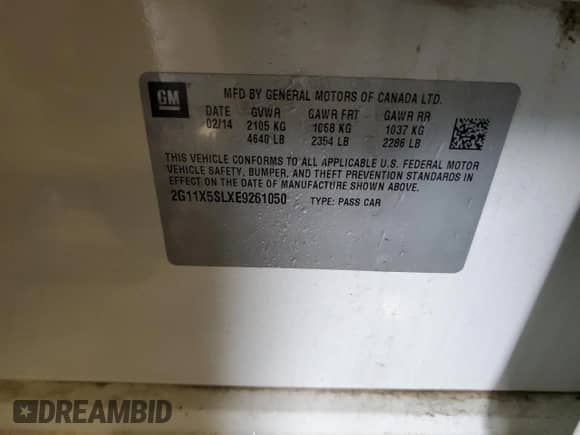 GM
MFD BY GENERAL MOTORS OF CANADA LTD.
DATE GVWR GAWR FRT GAWR RR
02/14 2105 KG 1068 KG 1037 KG
4640 LB 2354 LB 2286 LB
THIS VEHICLE CONFORMS TO ALL APPLICABLE U.S. FEDERAL MOTOR
VEHICLE SAFETY, BUMPER, AND THEFT PREVENTION STANDARDS IN
EFFECT ON THE DATE OF MANUFACTURE SHOWN ABOVE.
2G11X5SLXE9261050 TYPE: PASS CAR
DREAMBID